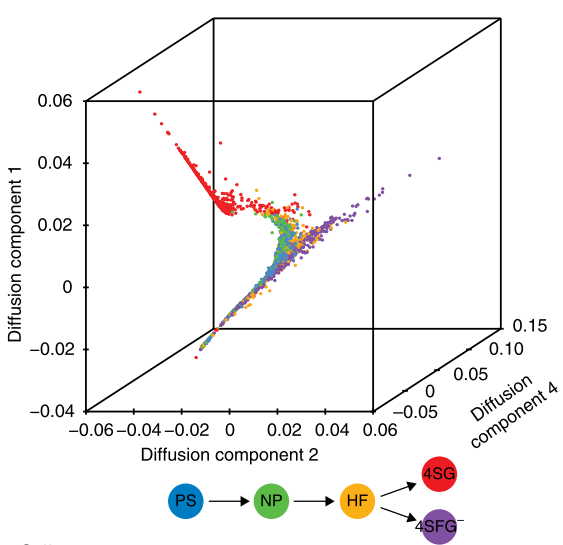 0.06
0.04
0.02
0
−0.02
−0.04
Diffusion component 1
−0.06 −0.04 −0.02 0 0.02 0.04 0.06
Diffusion component 2
−0.05
0
0.05
0.10
0.15
Diffusion
component 4
PS NP HF 4SG
4SFG⁻